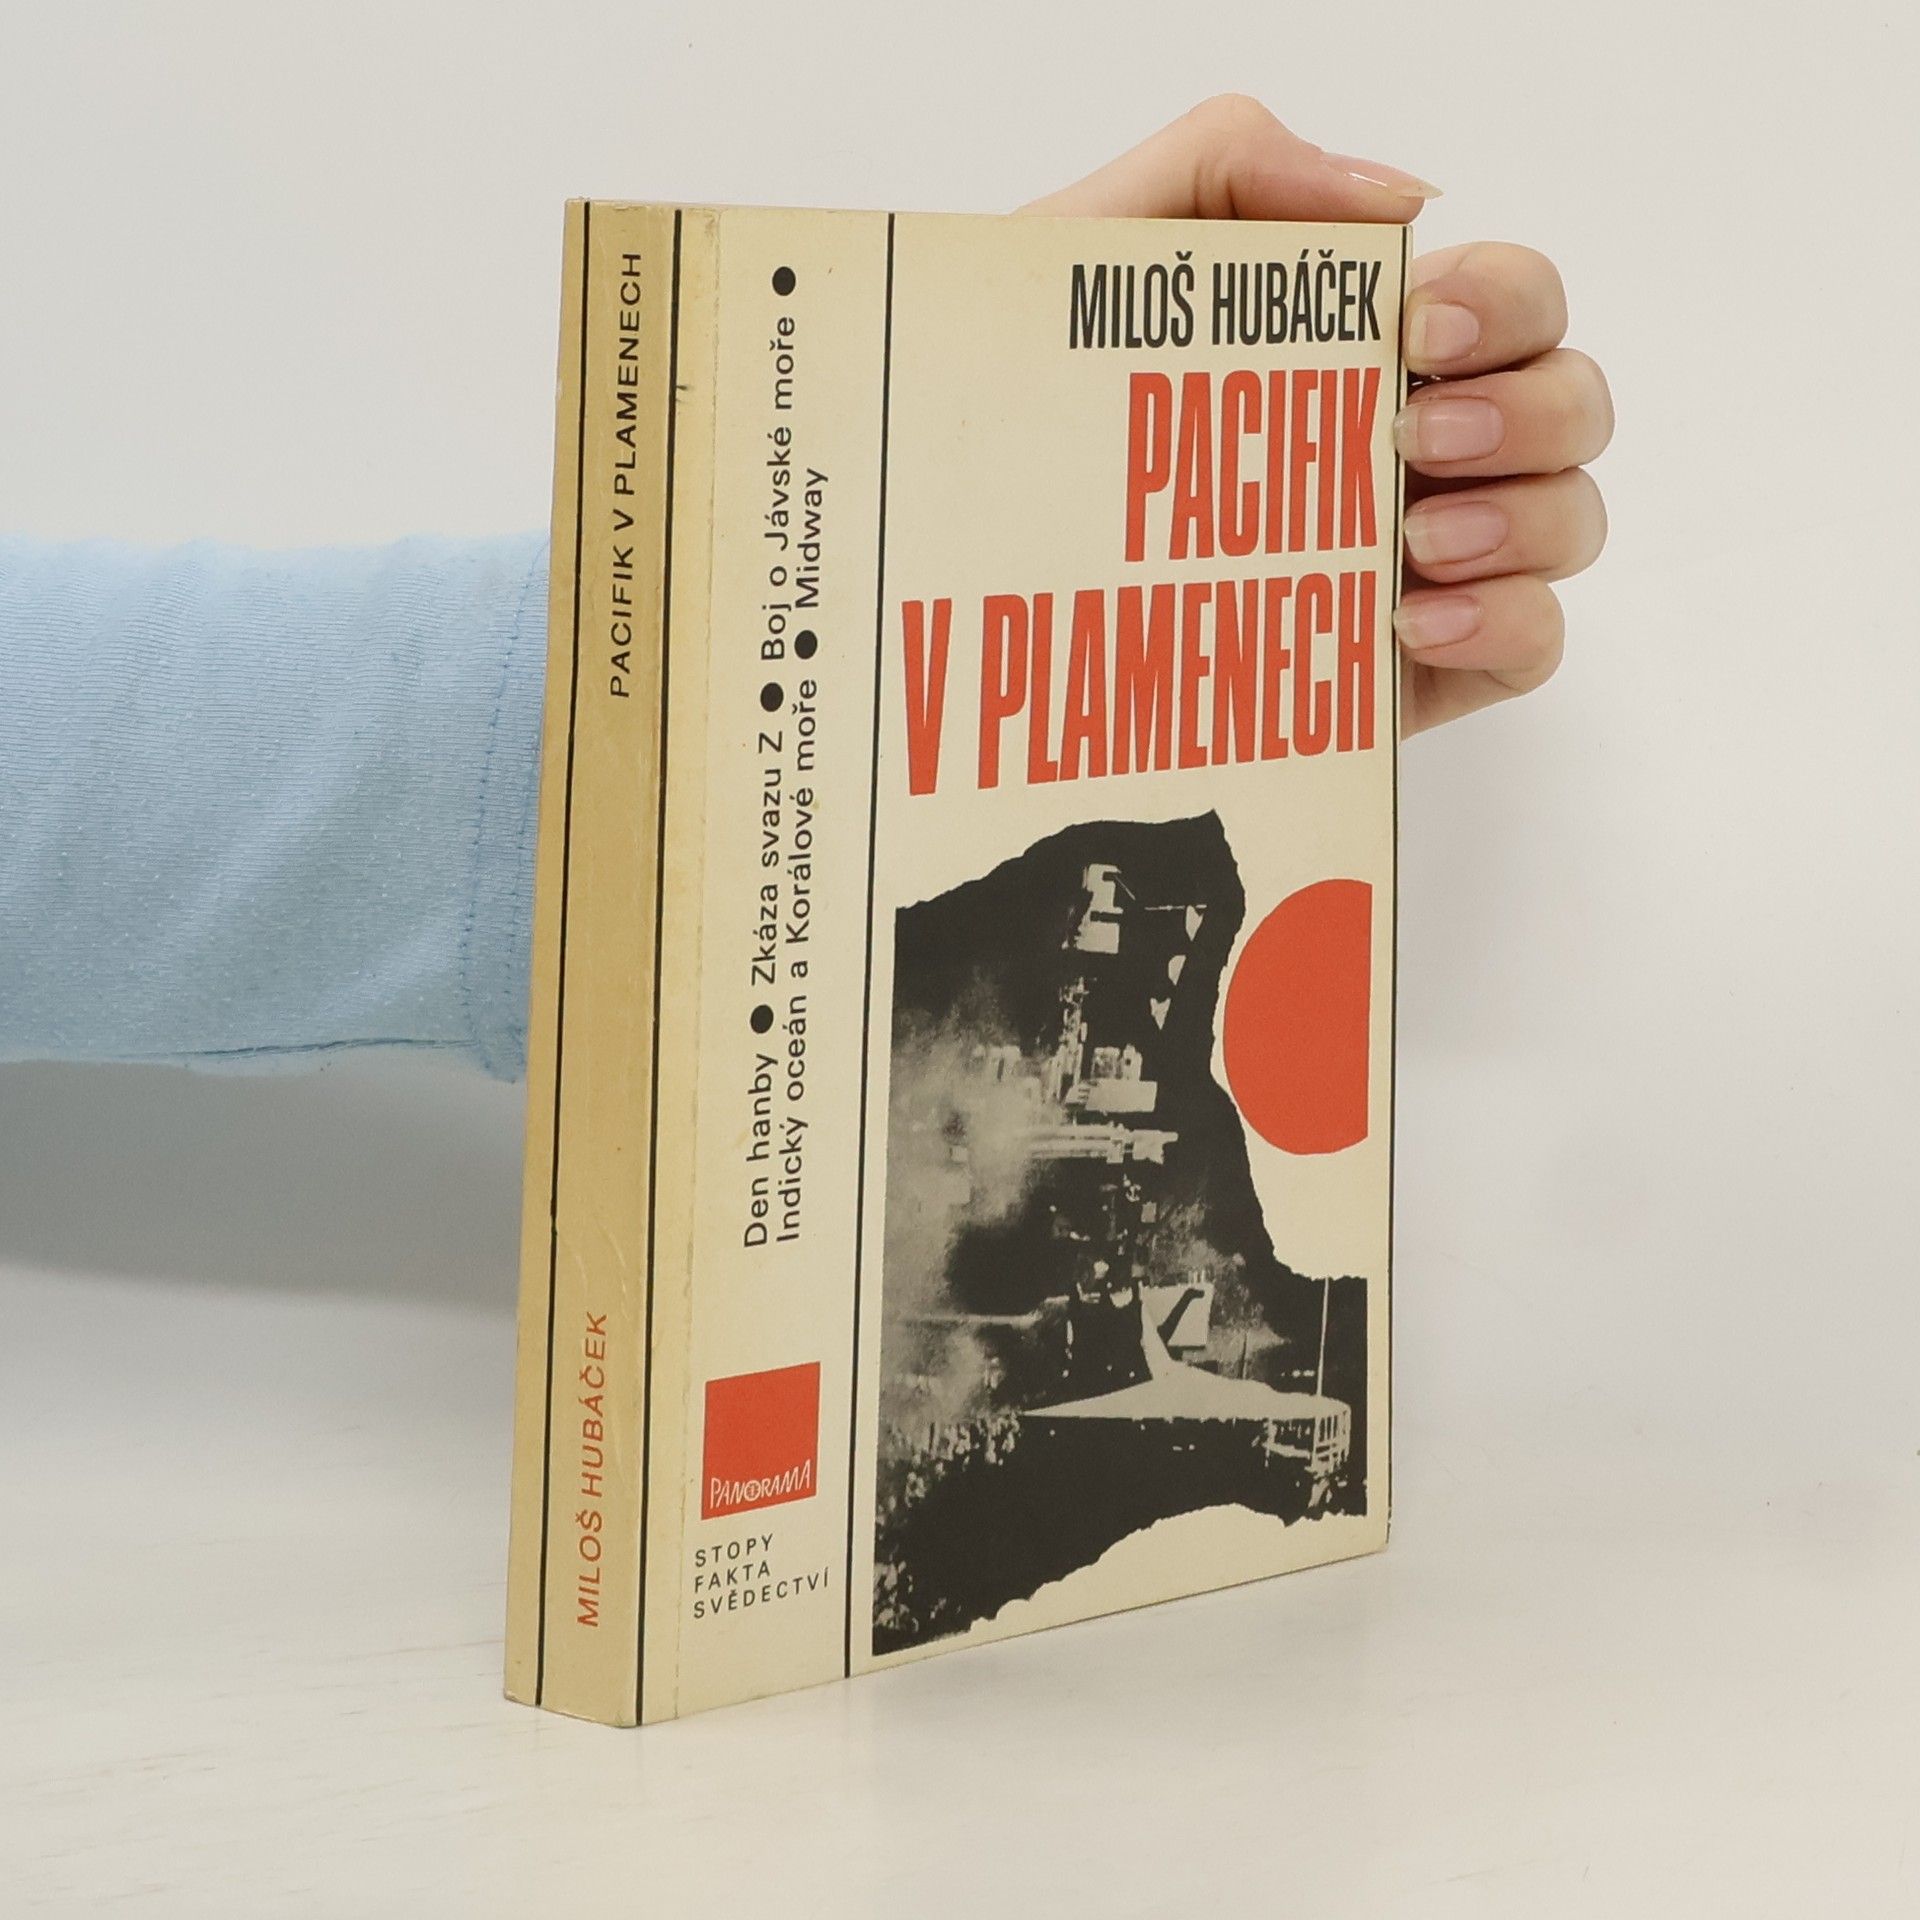 PACIFIK V PLAMENECH
MILOŠ HUBÁČEK
Den hanby ● Zkáza svazu Z ● Boj o Jávské moře ●
Indický oceán a Korálové moře ● Midway
PANORAMA
STOPY
FAKTA
SVĚDECTVÍ
MILOŠ HUBÁČEK
PACIFIK
V PLAMENECH